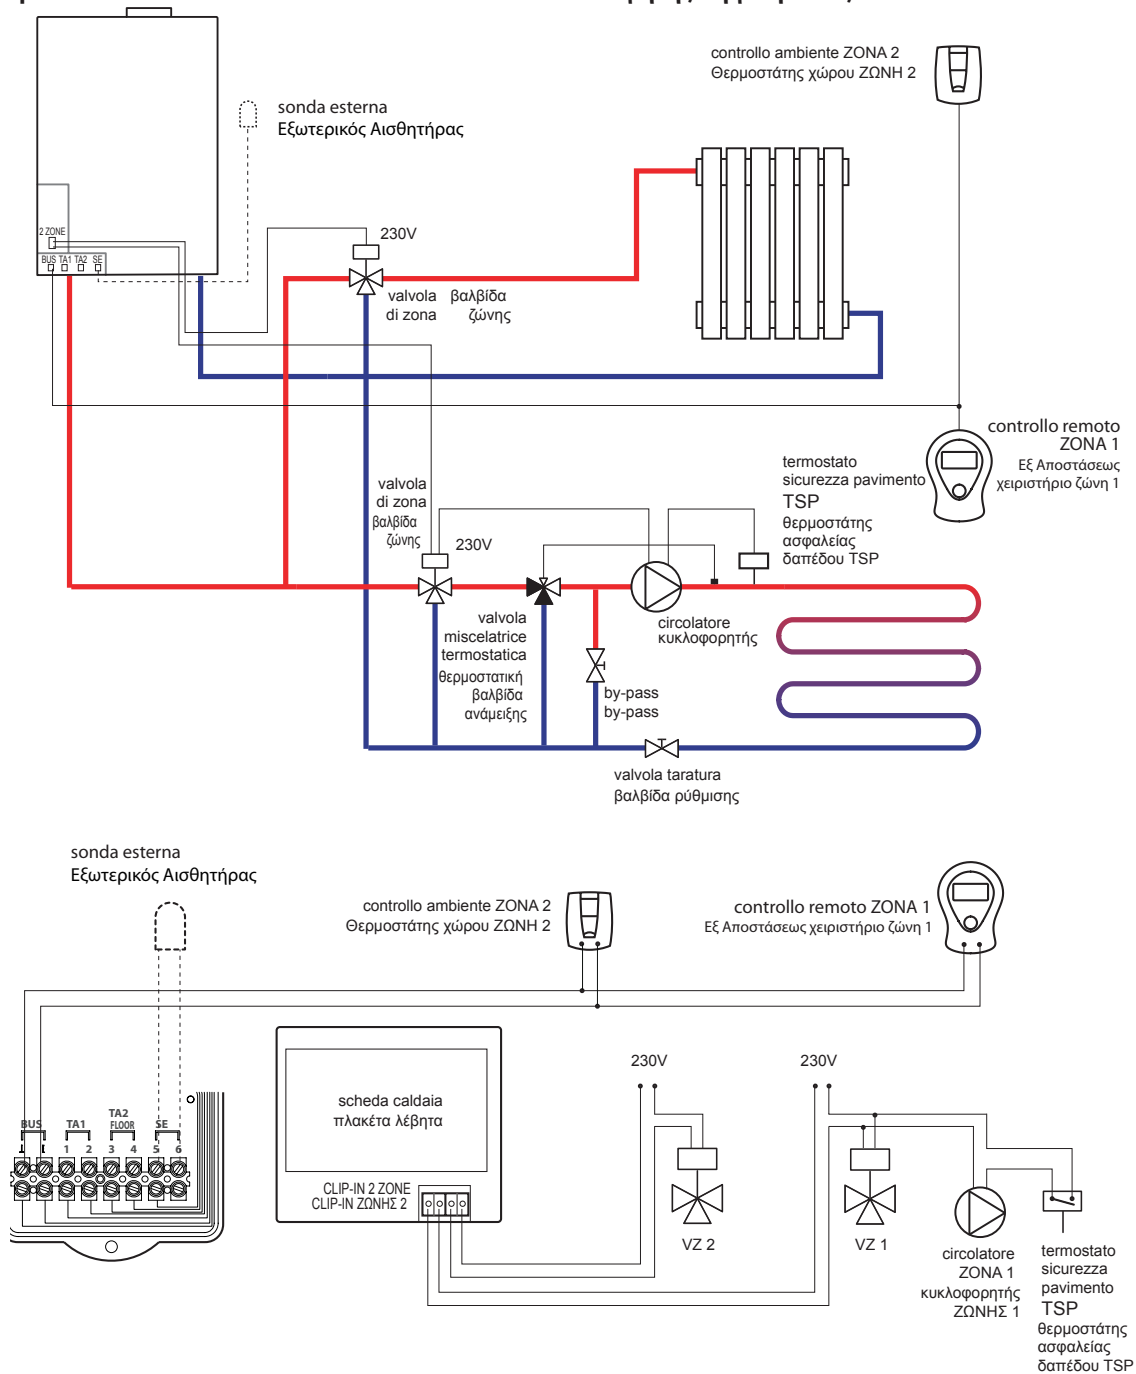 controllo ambiente ZONA 2
Θερμοστάτης χώρου ΖΩΝΗ 2
sonda esterna
Εξωτερικός Αισθητήρας
2 ZONE
BUS TA1 TA2 SE
230V
valvola βαλβίδα
di zona ζώνης
controllo remoto
ZONA 1
Εξ Αποστάσεως
χειριστήριο ζώνη 1
termostato
sicurezza pavimento
TSP
θερμοστάτης
ασφαλείας
δαπέδου TSP
valvola
di zona
βαλβίδα
ζώνης
230V
valvola
miscelatrice
termostatica
θερμοστατική
βαλβίδα
ανάμειξης
circolatore
κυκλοφορητής
by-pass
by-pass
valvola taratura
βαλβίδα ρύθμισης
sonda esterna
Εξωτερικός Αισθητήρας
controllo ambiente ZONA 2
Θερμοστάτης χώρου ΖΩΝΗ 2
controllo remoto ZONA 1
Εξ Αποστάσεως χειριστήριο ζώνη 1
BUS TA1 TA2 FLOOR SE
1 2 3 4 5 6
scheda caldaia
πλακέτα λέβητα
CLIP-IN 2 ZONE
CLIP-IN ΖΩΝΗΣ 2
230V
230V
VZ 2
VZ 1
circolatore
ZONA 1
κυκλοφορητής
ΖΩΝΗΣ 1
termostato
sicurezza
pavimento
TSP
θερμοστάτης
ασφαλείας
δαπέδου TSP